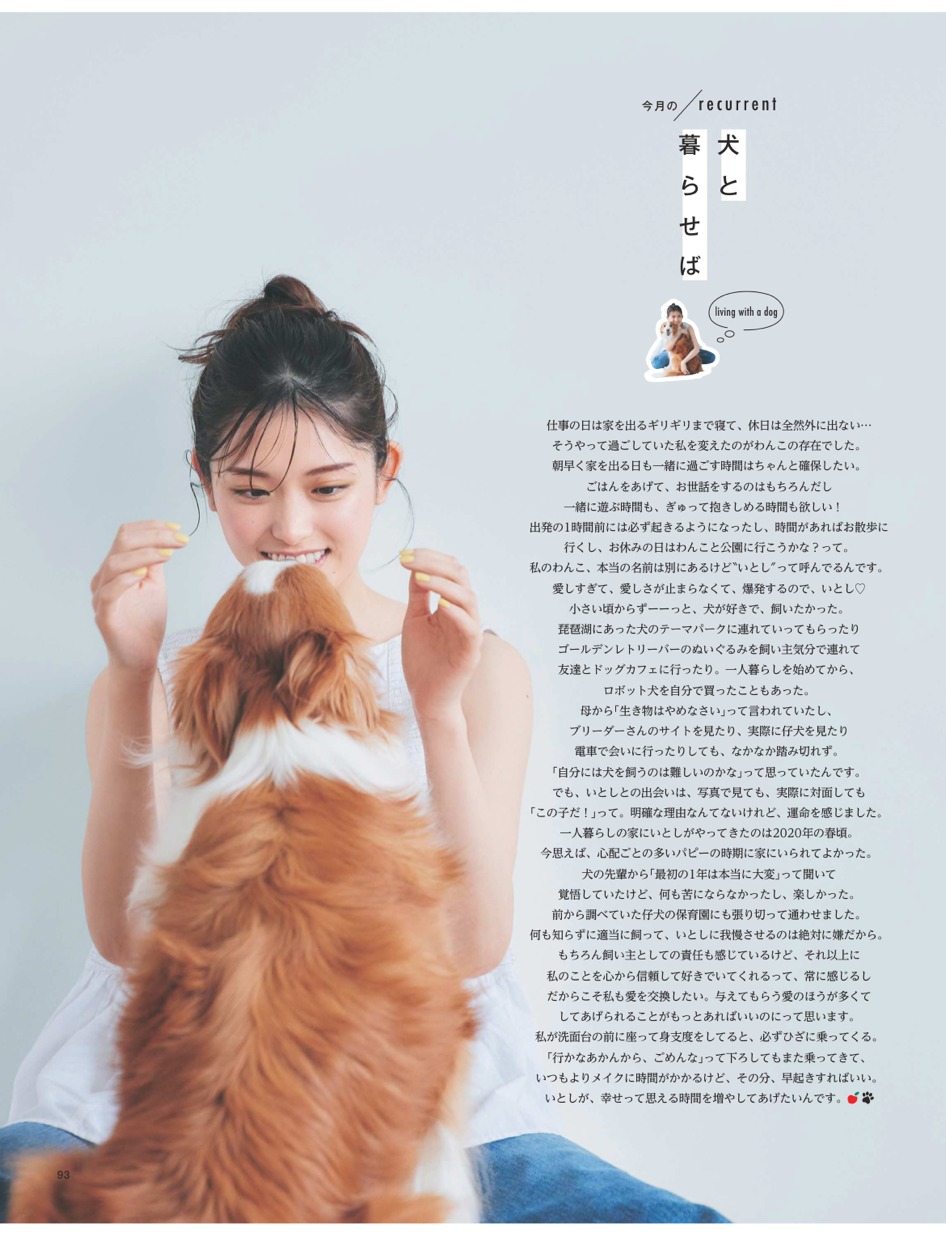 今月の／recurrent
犬と
暮らせば
living with a dog
仕事の日は家を出るギリギリまで寝て、休日は全然外に出ない…
そうやって過ごしていた私を変えたのがわんこの存在でした。
朝早く家を出る日も一緒に過ごす時間はちゃんと確保したい。
ごはんをあげて、お世話をするのはもちろんだし
一緒に遊ぶ時間も、ぎゅって抱きしめる時間も欲しい！
出発の1時間前には必ず起きるようになったし、時間があればお散歩に
行くし、お休みの日はわんこと公園に行こうかな？って。
私のわんこ、本当の名前は別にあるけど〝いとし〟って呼んでるんです。
愛しすぎて、愛しさが止まらなくて、爆発するので、いとし♡
小さい頃からずーーっと、犬が好きで、飼いたかった。
琵琶湖にあった犬のテーマパークに連れていってもらったり
ゴールデンレトリーバーのぬいぐるみを飼い主気分で連れて
友達とドッグカフェに行ったり。一人暮らしを始めてから、
ロボット犬を自分で買ったこともあった。
母から「生き物はやめなさい」って言われていたし、
ブリーダーさんのサイトを見たり、実際に仔犬を見たり
電車で会いに行ったりしても、なかなか踏み切れず。
「自分には犬を飼うのは難しいのかな」って思っていたんです。
でも、いとしとの出会いは、写真で見ても、実際に対面しても
「この子だ！」って。明確な理由なんてないけれど、運命を感じました。
一人暮らしの家にいとしがやってきたのは2020年の春頃。
今思えば、心配ごとの多いパピーの時期に家にいられてよかった。
犬の先輩から「最初の1年は本当に大変」って聞いて
覚悟していたけど、何も苦にならなかったし、楽しかった。
前から調べていた仔犬の保育園にも張り切って通わせました。
何も知らずに適当に飼って、いとしに我慢させるのは絶対に嫌だから。
もちろん飼い主としての責任も感じているけど、それ以上に
私のことを心から信頼して好きでいてくれるって、常に感じるし
だからこそ私も愛を交換したい。与えてもらう愛のほうが多くて
してあげられることがもっとあればいいのにって思います。
私が洗面台の前に座って身支度をしてると、必ずひざに乗ってくる。
「行かなあかんから、ごめんな」って下ろしてもまた乗ってきて、
いつもよりメイクに時間がかかるけど、その分、早起きすればいい。
いとしが、幸せって思える時間を増やしてあげたいんです。
93